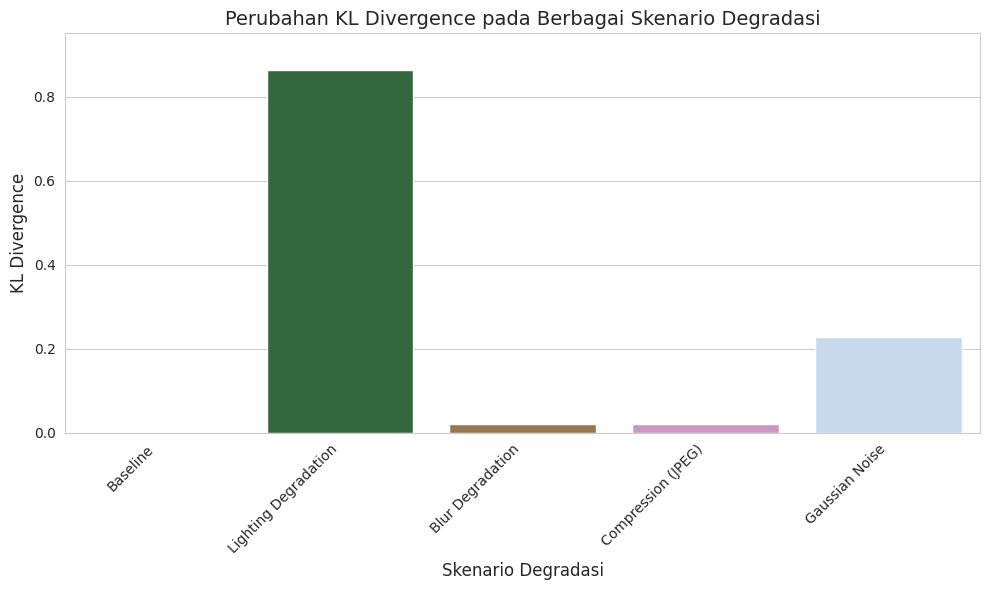 Perubahan KL Divergence pada Berbagai Skenario Degradasi
KL Divergence
0.8
0.6
0.4
0.2
0.0
Baseline
Lighting Degradation
Blur Degradation
Compression (JPEG)
Gaussian Noise
Skenario Degradasi